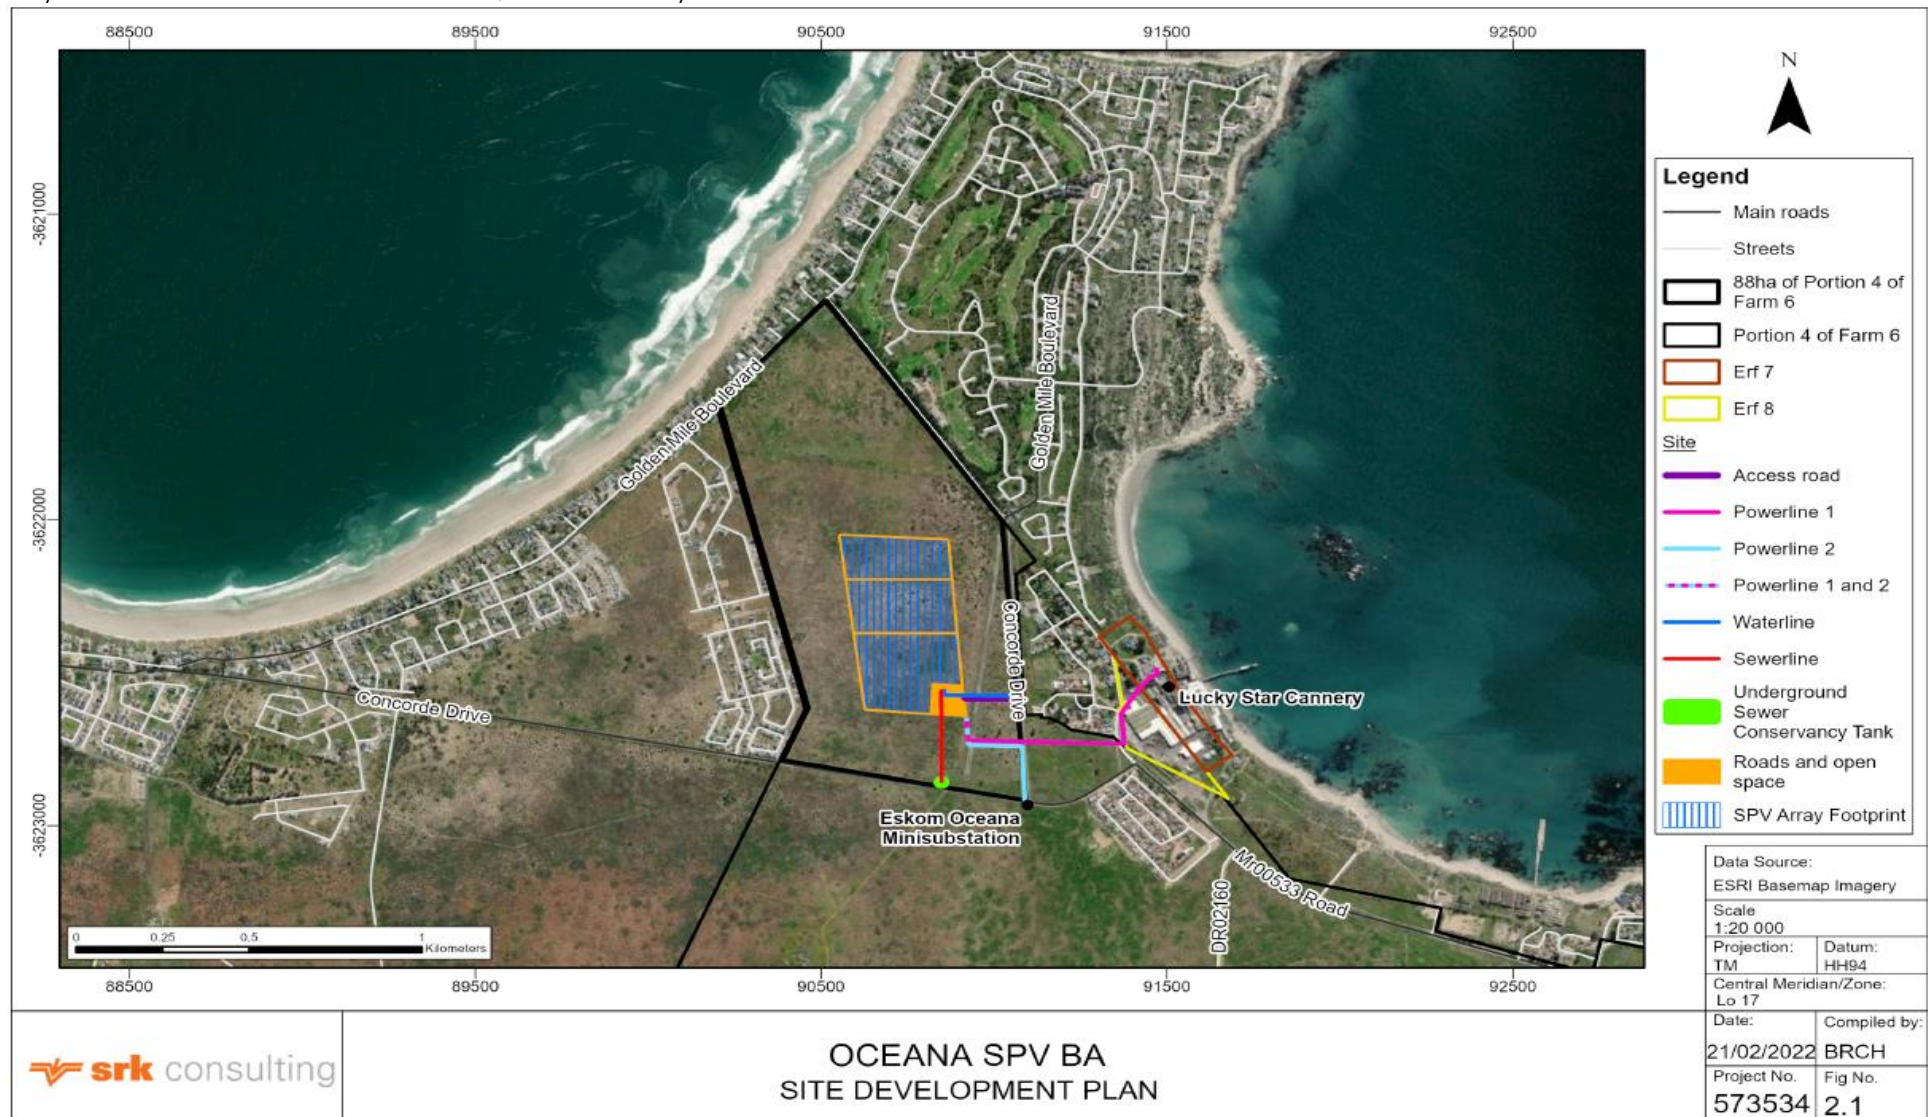 88500 89500 90500 91500 92500
N
-3621000
-3622000
-3623000
Golden Mile Boulevard
Golden Mile Boulevard
Concorde Drive
Concorde Drive
Lucky Star Cannery
Eskom Oceana
Minisubstation
Mr00533 Road
DR02160
0 0.25 0.5 1
Kilometers
88500 89500 90500 91500 92500
Legend
Main roads
Streets
88ha of Portion 4 of
Farm 6
Portion 4 of Farm 6
Erf 7
Erf 8
Site
Access road
Powerline 1
Powerline 2
Powerline 1 and 2
Waterline
Sewerline
Underground
Sewer
Conservancy Tank
Roads and open
space
SPV Array Footprint
Data Source:
ESRI Basemap Imagery
Scale
1:20 000
Projection: Datum:
TM HH94
Central Meridian/Zone:
Lo 17
Date: Compiled by:
21/02/2022 BRCH
Project No. Fig No.
573534 2.1
srk consulting
OCEANA SPV BA
SITE DEVELOPMENT PLAN